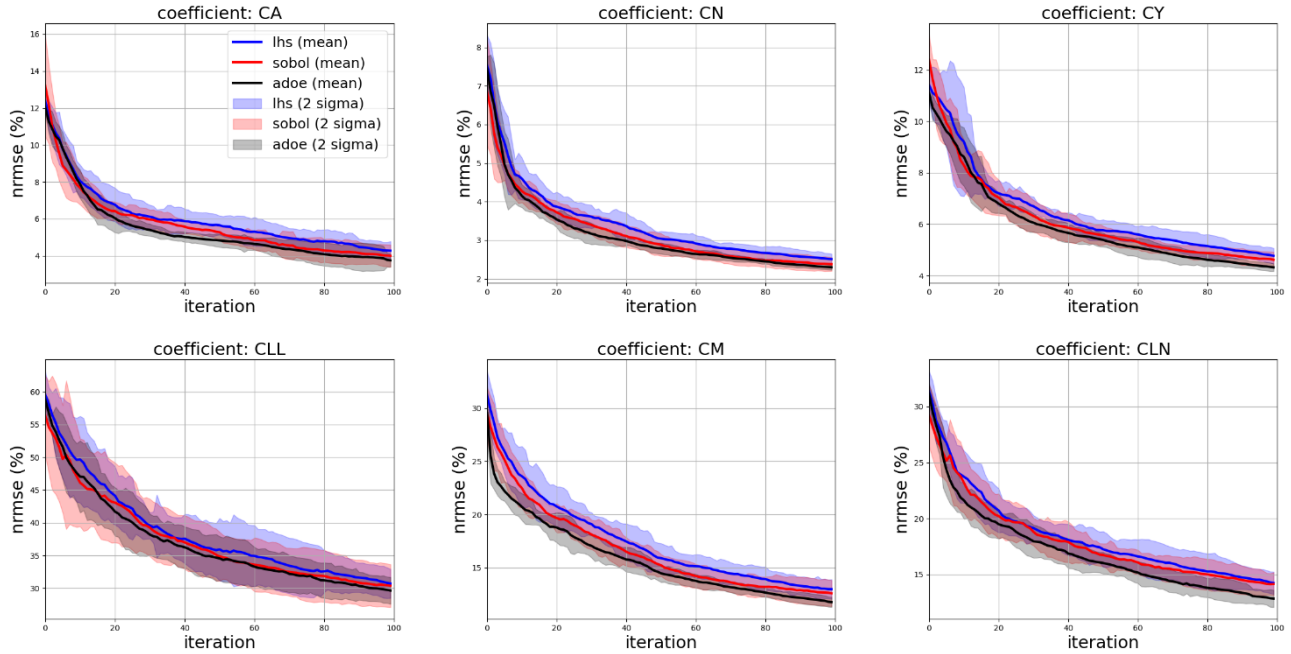 coefficient: CA
nrmse (%)
16
14
12
10
8
6
4
0
20
40
60
80
100
iteration
lhs (mean)
sobol (mean)
adoe (mean)
lhs (2 sigma)
sobol (2 sigma)
adoe (2 sigma)
coefficient: CN
nrmse (%)
8
7
6
5
4
3
2
0
20
40
60
80
100
iteration
coefficient: CY
nrmse (%)
12
10
8
6
4
0
20
40
60
80
100
iteration
coefficient: CLL
nrmse (%)
60
55
50
45
40
35
30
0
20
40
60
80
100
iteration
coefficient: CM
nrmse (%)
30
25
20
15
0
20
40
60
80
100
iteration
coefficient: CLN
nrmse (%)
30
25
20
15
0
20
40
60
80
100
iteration